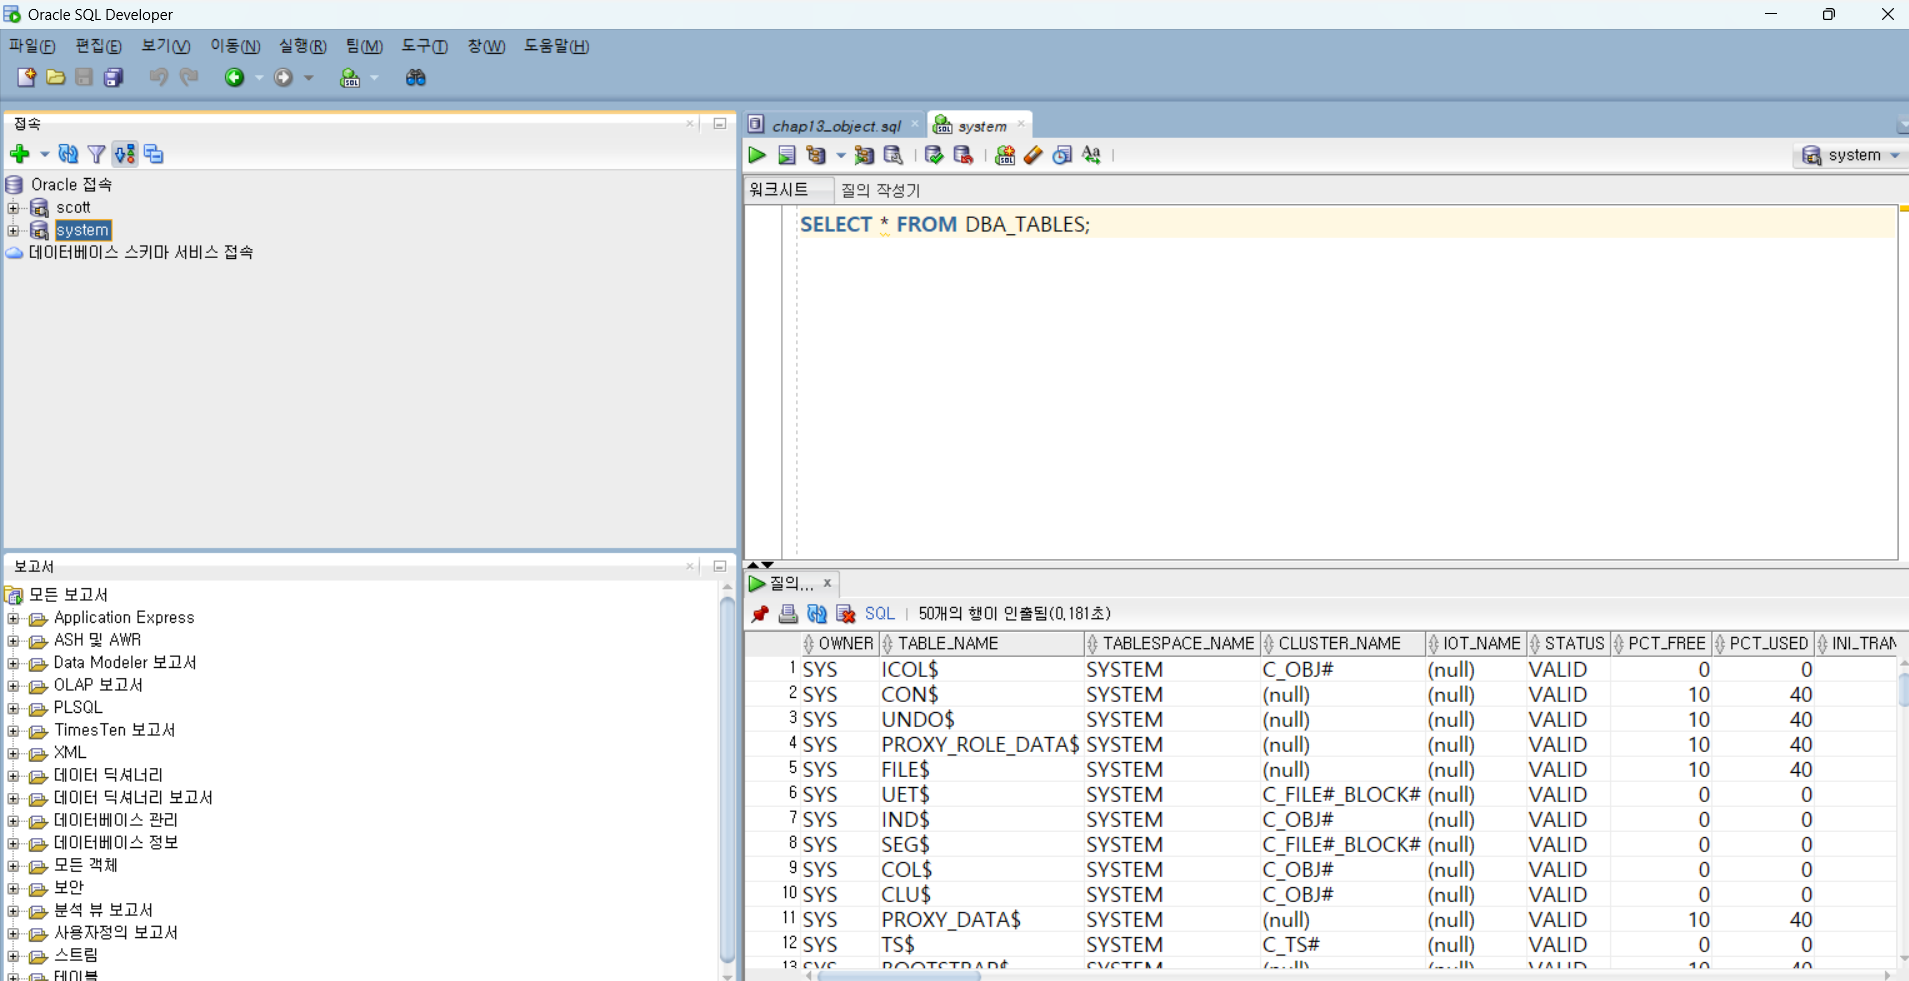 Oracle SQL Developer
파일(F) 편집(E) 보기(V) 이동(N) 실행(R) 팀(M) 도구(T) 창(W) 도움말(H)
접속
Oracle 접속
scott
system
데이터베이스 스키마 서비스 접속
보고서
모든 보고서
Application Express
ASH 및 AWR
Data Modeler 보고서
OLAP 보고서
PLSQL
TimesTen 보고서
XML
데이터 딕셔너리
데이터 딕셔너리 보고서
데이터베이스 관리
데이터베이스 정보
모든 객체
보안
분석 뷰 보고서
사용자정의 보고서
스트림
테이블
chap13_object.sql system
system
워크시트 질의 작성기
SELECT * FROM DBA_TABLES;
질의...
SQL | 50개의 행이 인출됨(0,181초)
OWNER TABLE_NAME TABLESPACE_NAME CLUSTER_NAME IOT_NAME STATUS PCT_FREE PCT_USED INI_TRAN
1 SYS ICOL$ SYSTEM C_OBJ# (null) VALID 0 0
2 SYS CON$ SYSTEM (null) (null) VALID 10 40
3 SYS UNDO$ SYSTEM (null) (null) VALID 10 40
4 SYS PROXY_ROLE_DATA$ SYSTEM (null) (null) VALID 10 40
5 SYS FILE$ SYSTEM (null) (null) VALID 10 40
6 SYS UET$ SYSTEM C_FILE#_BLOCK# (null) VALID 0 0
7 SYS IND$ SYSTEM C_OBJ# (null) VALID 0 0
8 SYS SEG$ SYSTEM C_FILE#_BLOCK# (null) VALID 0 0
9 SYS COL$ SYSTEM C_OBJ# (null) VALID 0 0
10 SYS CLU$ SYSTEM C_OBJ# (null) VALID 0 0
11 SYS PROXY_DATA$ SYSTEM (null) (null) VALID 10 40
12 SYS TS$ SYSTEM C_TS# (null) VALID 0 0
13 SYS BOOTSTRAP$ SYSTEM (null) (null) VALID 10 40